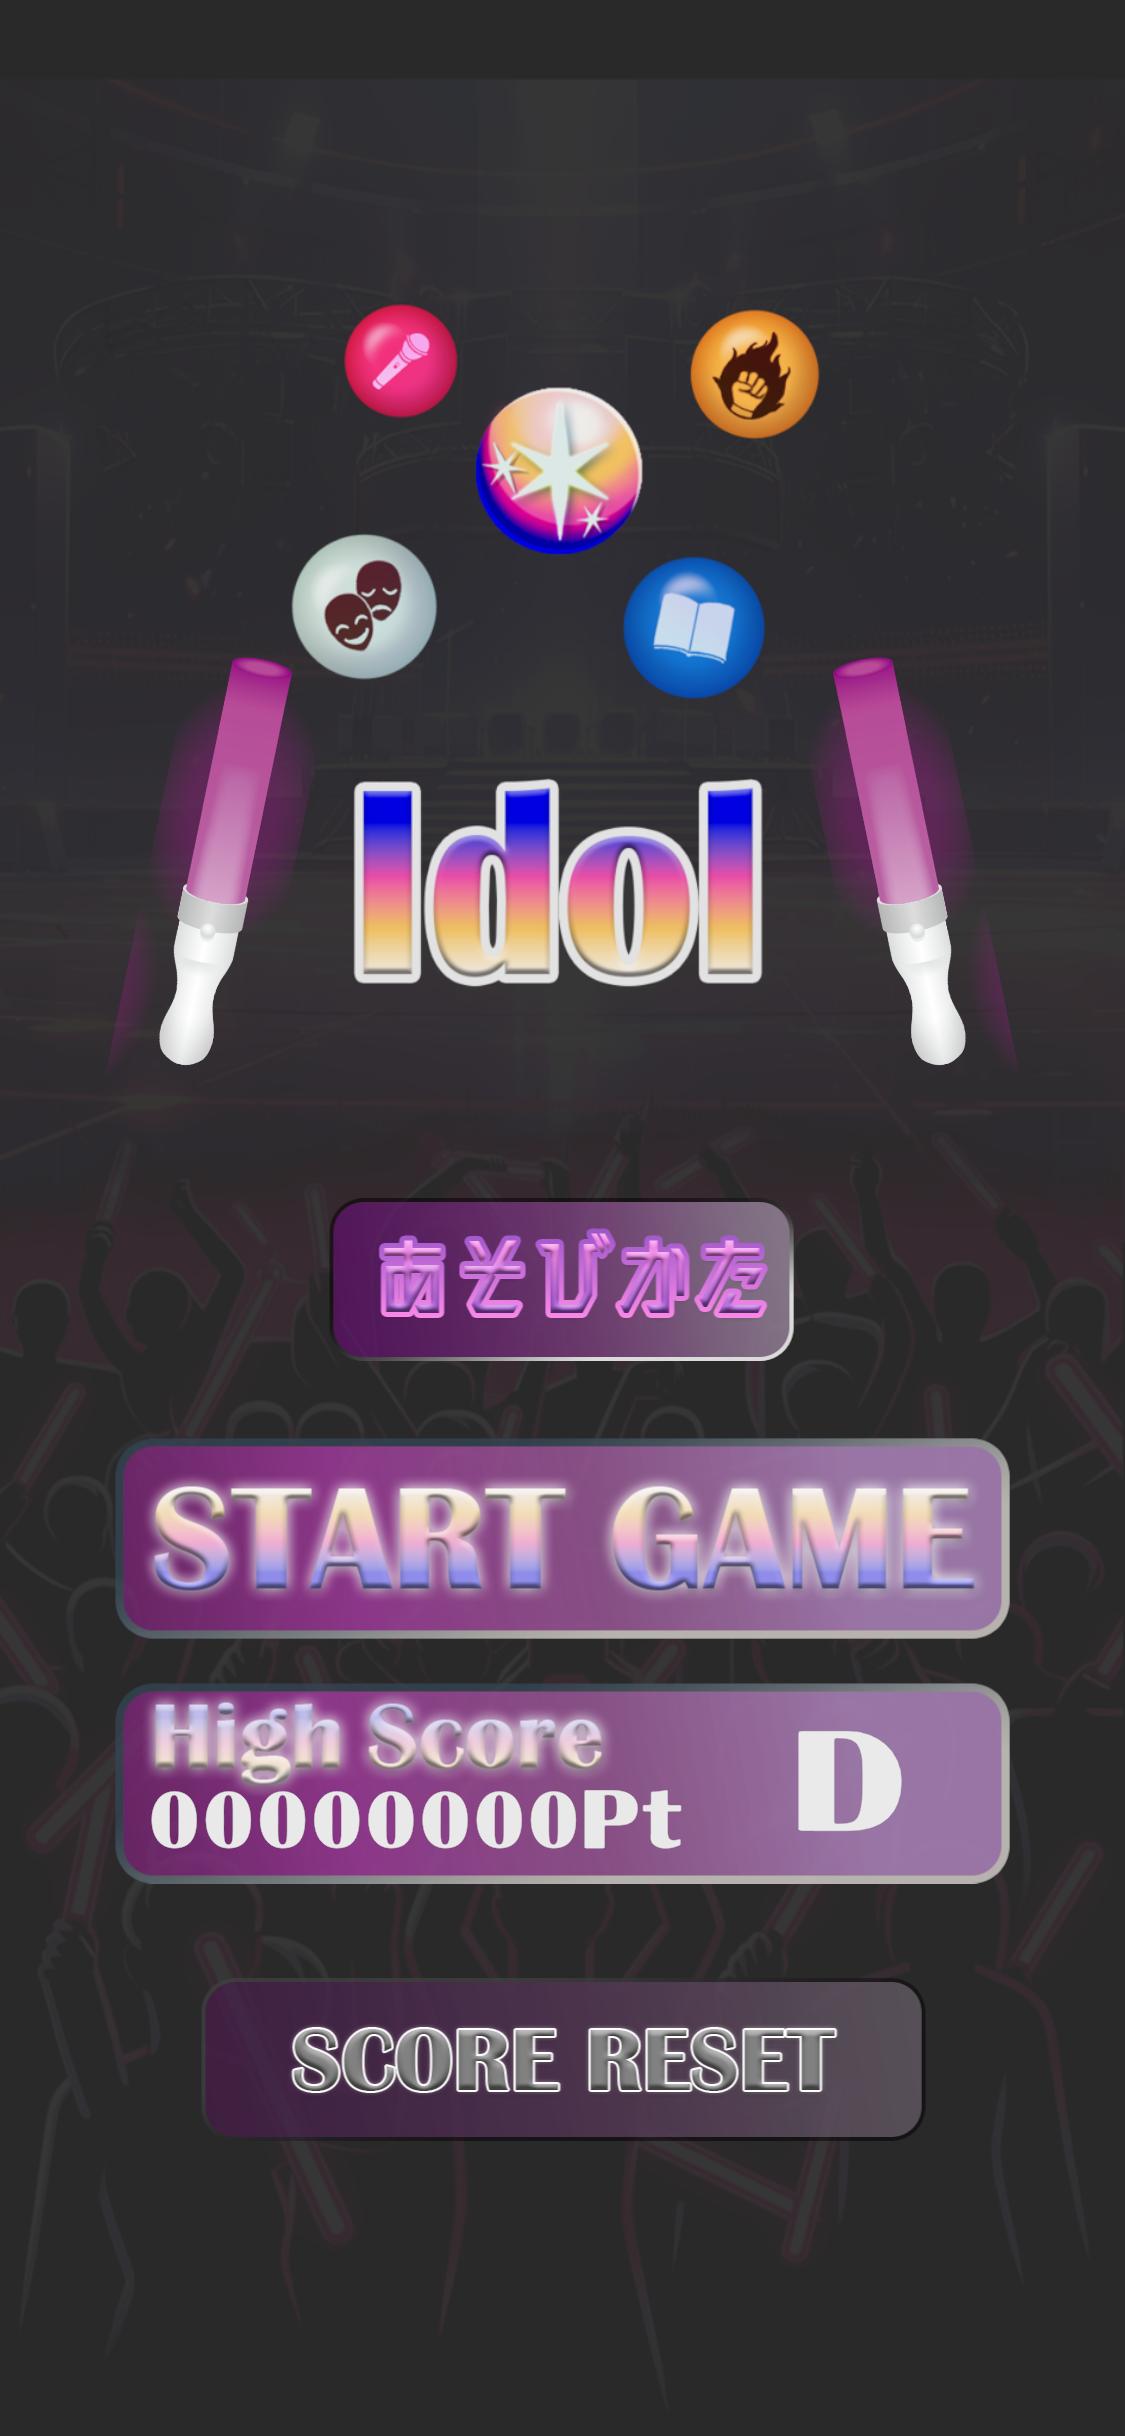 Idol
あそびかた
START GAME
High Score
00000000Pt
D
SCORE RESET